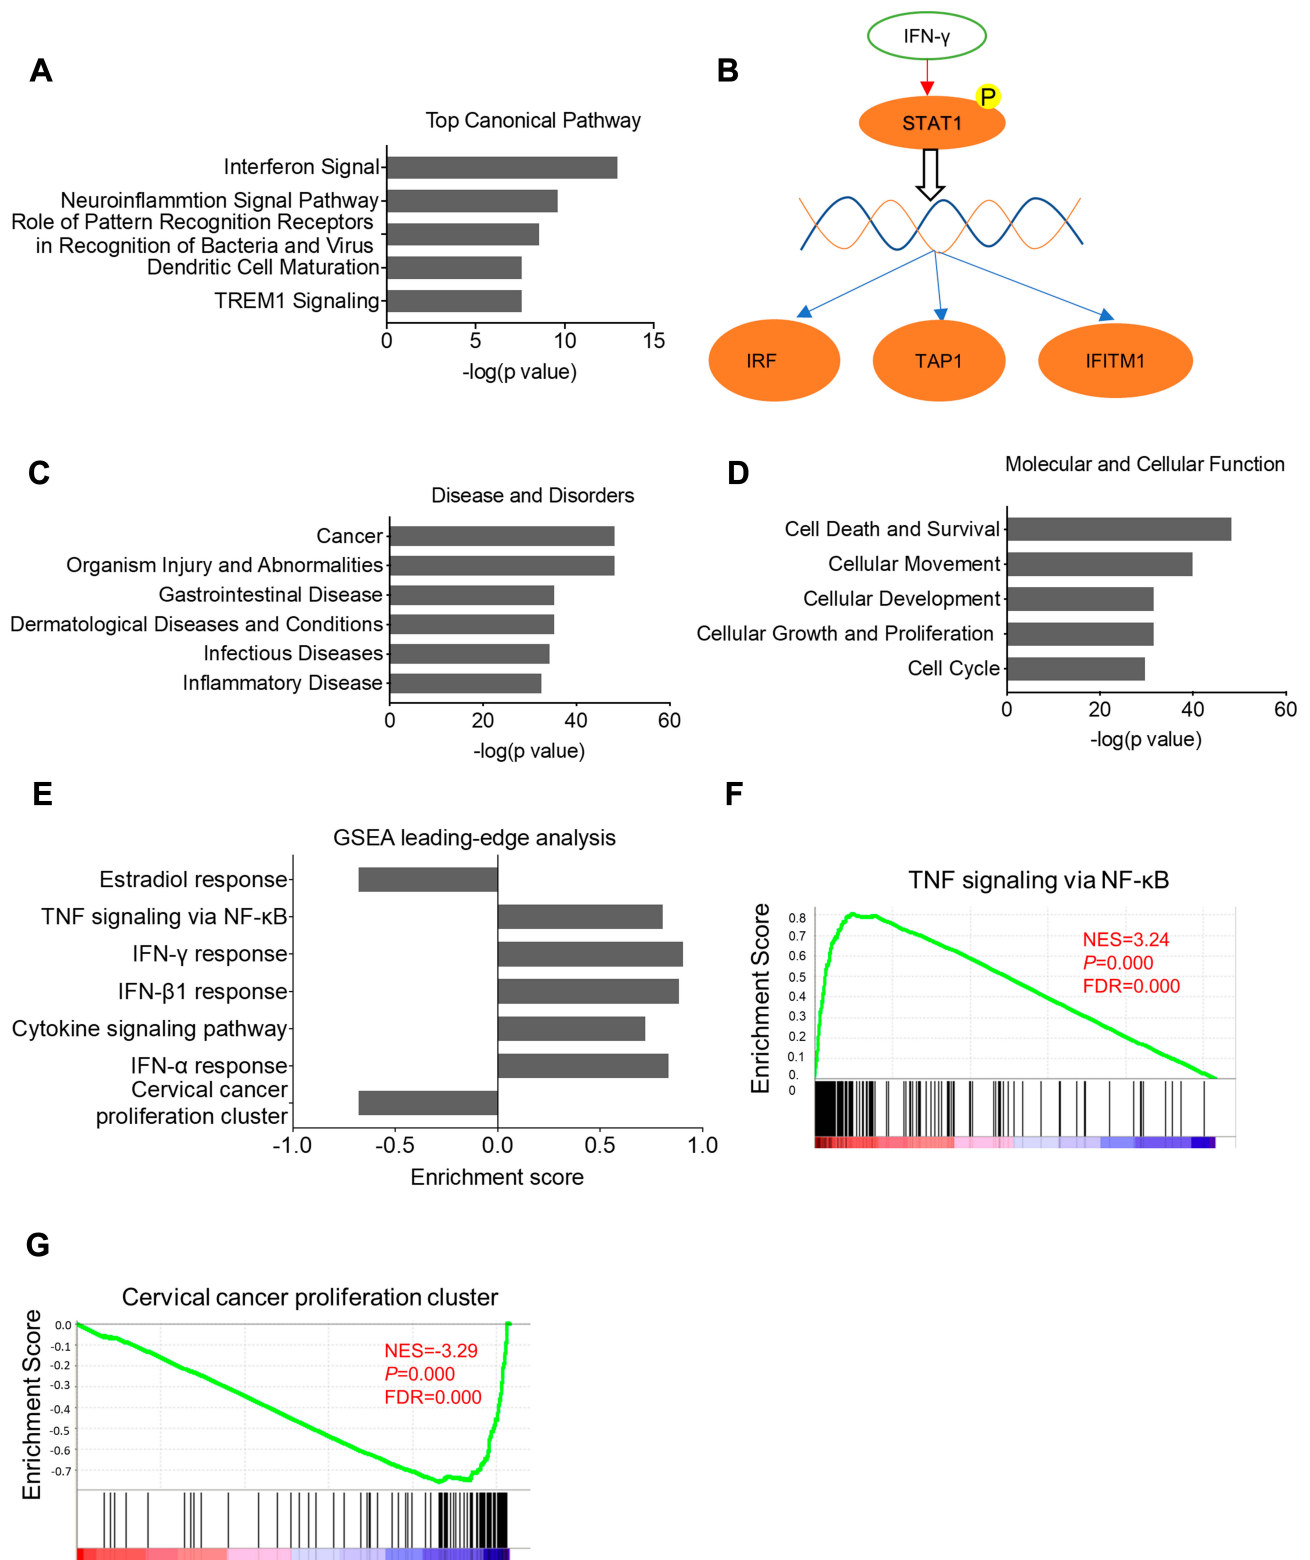 A
Top Canonical Pathway
Interferon Signal
Neuroinflammtion Signal Pathway
Role of Pattern Recognition Receptors
in Recognition of Bacteria and Virus
Dendritic Cell Maturation
TREM1 Signaling
0 5 10 15
-log(p value)
B
IFN-γ
P
STAT1
IRF TAP1 IFITM1
C
Disease and Disorders
Cancer
Organism Injury and Abnormalities
Gastrointestinal Disease
Dermatological Diseases and Conditions
Infectious Diseases
Inflammatory Disease
0 20 40 60
-log(p value)
D
Molecular and Cellular Function
Cell Death and Survival
Cellular Movement
Cellular Development
Cellular Growth and Proliferation
Cell Cycle
0 20 40 60
-log(p value)
E
GSEA leading-edge analysis
Estradiol response
TNF signaling via NF-κB
IFN-γ response
IFN-β1 response
Cytokine signaling pathway
IFN-α response
Cervical cancer
proliferation cluster
-1.0 -0.5 0.0 0.5 1.0
Enrichment score
F
TNF signaling via NF-κB
Enrichment Score
0.8
0.7
0.6
0.5
0.4
0.3
0.2
0.1
0.
0
NES=3.24
P=0.000
FDR=0.000
G
Cervical cancer proliferation cluster
Enrichment Score
0.0
-0.1
-0.2
-0.3
-0.4
-0.5
-0.6
-0.7
NES=-3.29
P=0.000
FDR=0.000